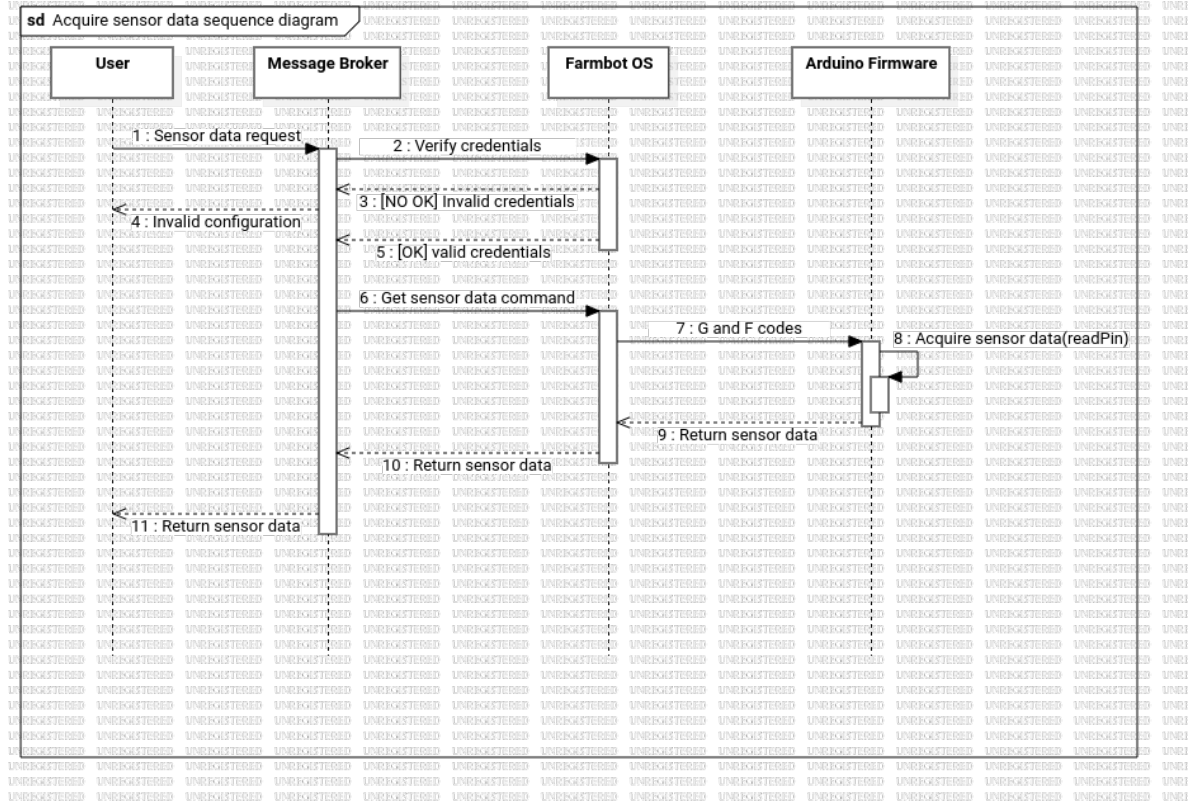 sd Acquire sensor data sequence diagram
User
Message Broker
Farmbot OS
Arduino Firmware
1 : Sensor data request
2 : Verify credentials
3 : [NO OK] Invalid credentials
4 : Invalid configuration
5 : [OK] valid credentials
6 : Get sensor data command
7 : G and F codes
8 : Acquire sensor data(readPin)
9 : Return sensor data
10 : Return sensor data
11 : Return sensor data
UNREGISTERED